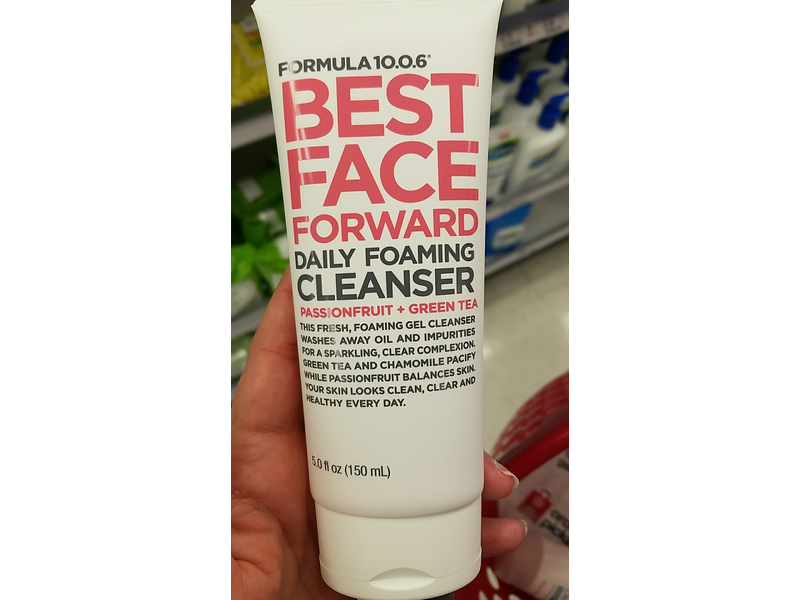 FORMULA 10.0.6®
BEST
FACE
FORWARD
DAILY FOAMING
CLEANSER
PASSIONFRUIT + GREEN TEA
THIS FRESH, FOAMING GEL CLEANSER
WASHES AWAY OIL AND IMPURITIES
FOR A SPARKLING, CLEAR COMPLEXION.
GREEN TEA AND CHAMOMILE PACIFY
WHILE PASSIONFRUIT BALANCES SKIN.
YOUR SKIN LOOKS CLEAN, CLEAR AND
HEALTHY EVERY DAY.
5.0 fl oz (150 mL)